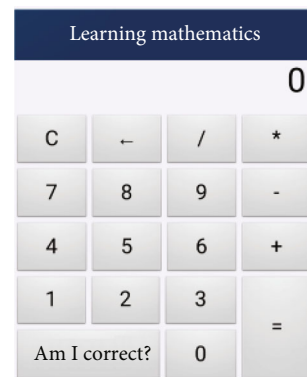 Learning mathematics
0
C ← / *
7 8 9 -
4 5 6 +
1 2 3 =
Am I correct? 0